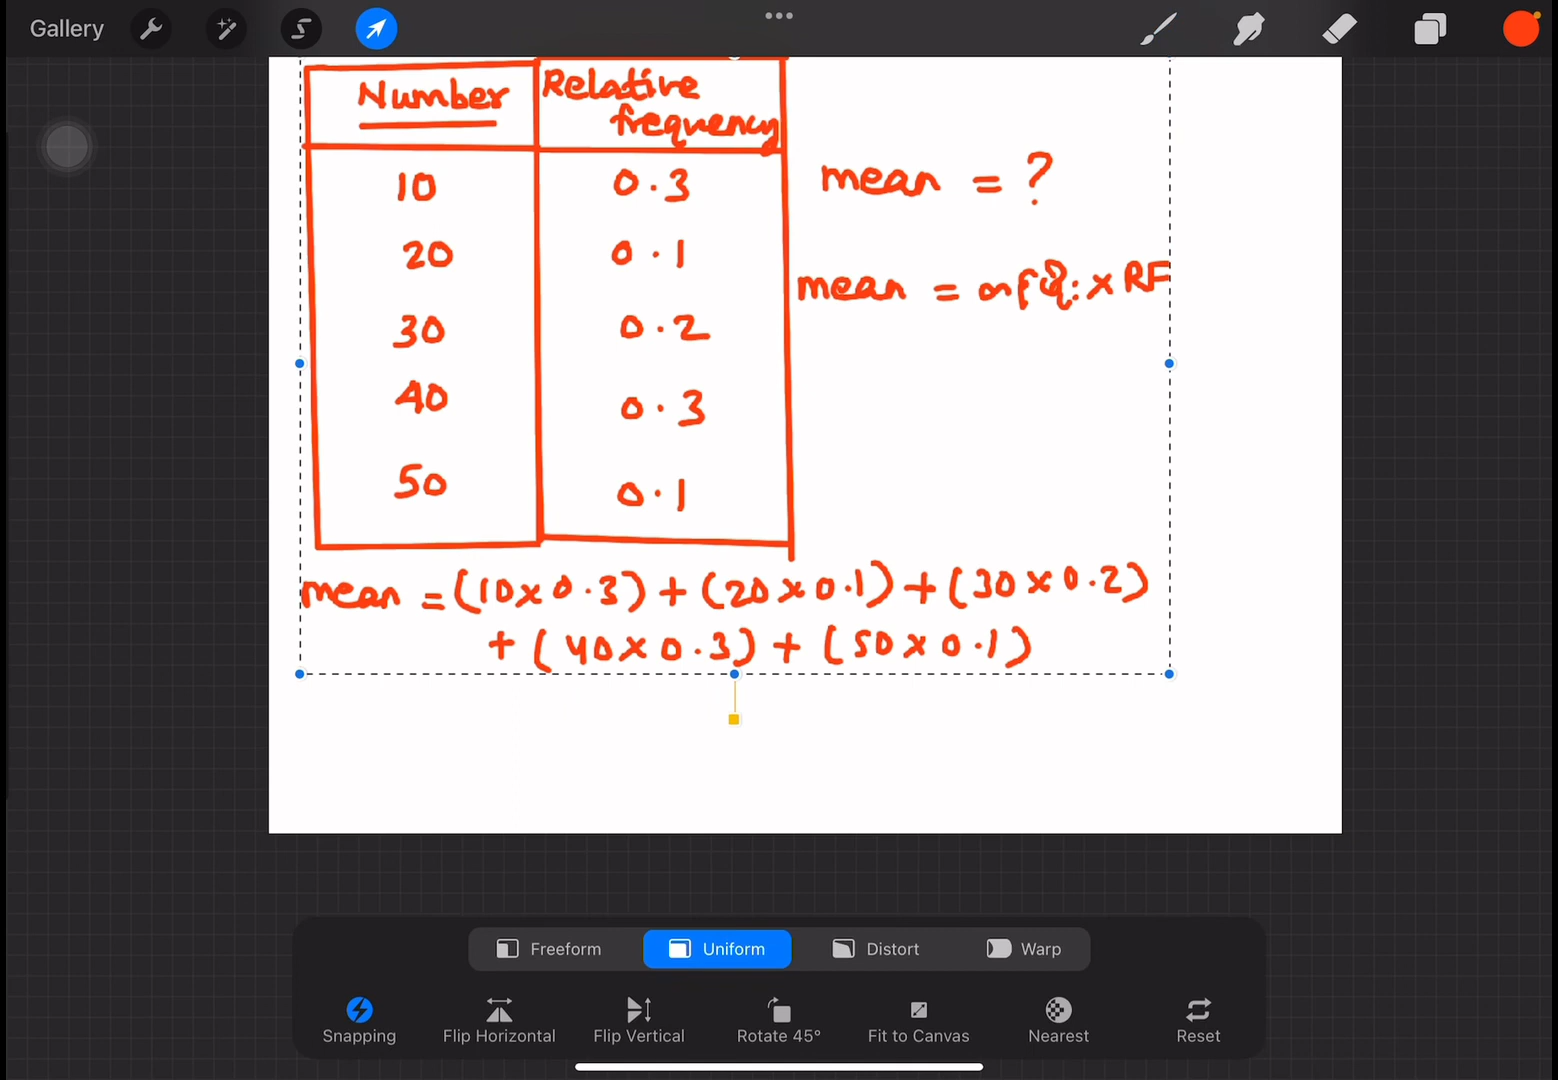 Gallery
Number Relative frequency
10 0.3
20 0.1
30 0.2
40 0.3
50 0.1
mean = ?
mean = × RF
mean = (10×0.3) + (20×0.1) + (30×0.2)
+ (40×0.3) + (50×0.1)
Freeform Uniform Distort Warp
Snapping Flip Horizontal Flip Vertical Rotate 45° Fit to Canvas Nearest Reset